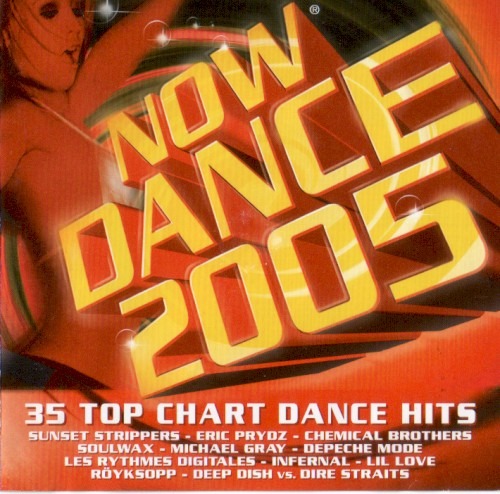 NOW®
DANCE
2005
35 TOP CHART DANCE HITS
SUNSET STRIPPERS - ERIC PRYDZ - CHEMICAL BROTHERS
SOULWAX - MICHAEL GRAY - DEPECHE MODE
LES RYTHMES DIGITALES - INFERNAL - LIL LOVE
RÖYKSOPP - DEEP DISH vs. DIRE STRAITS